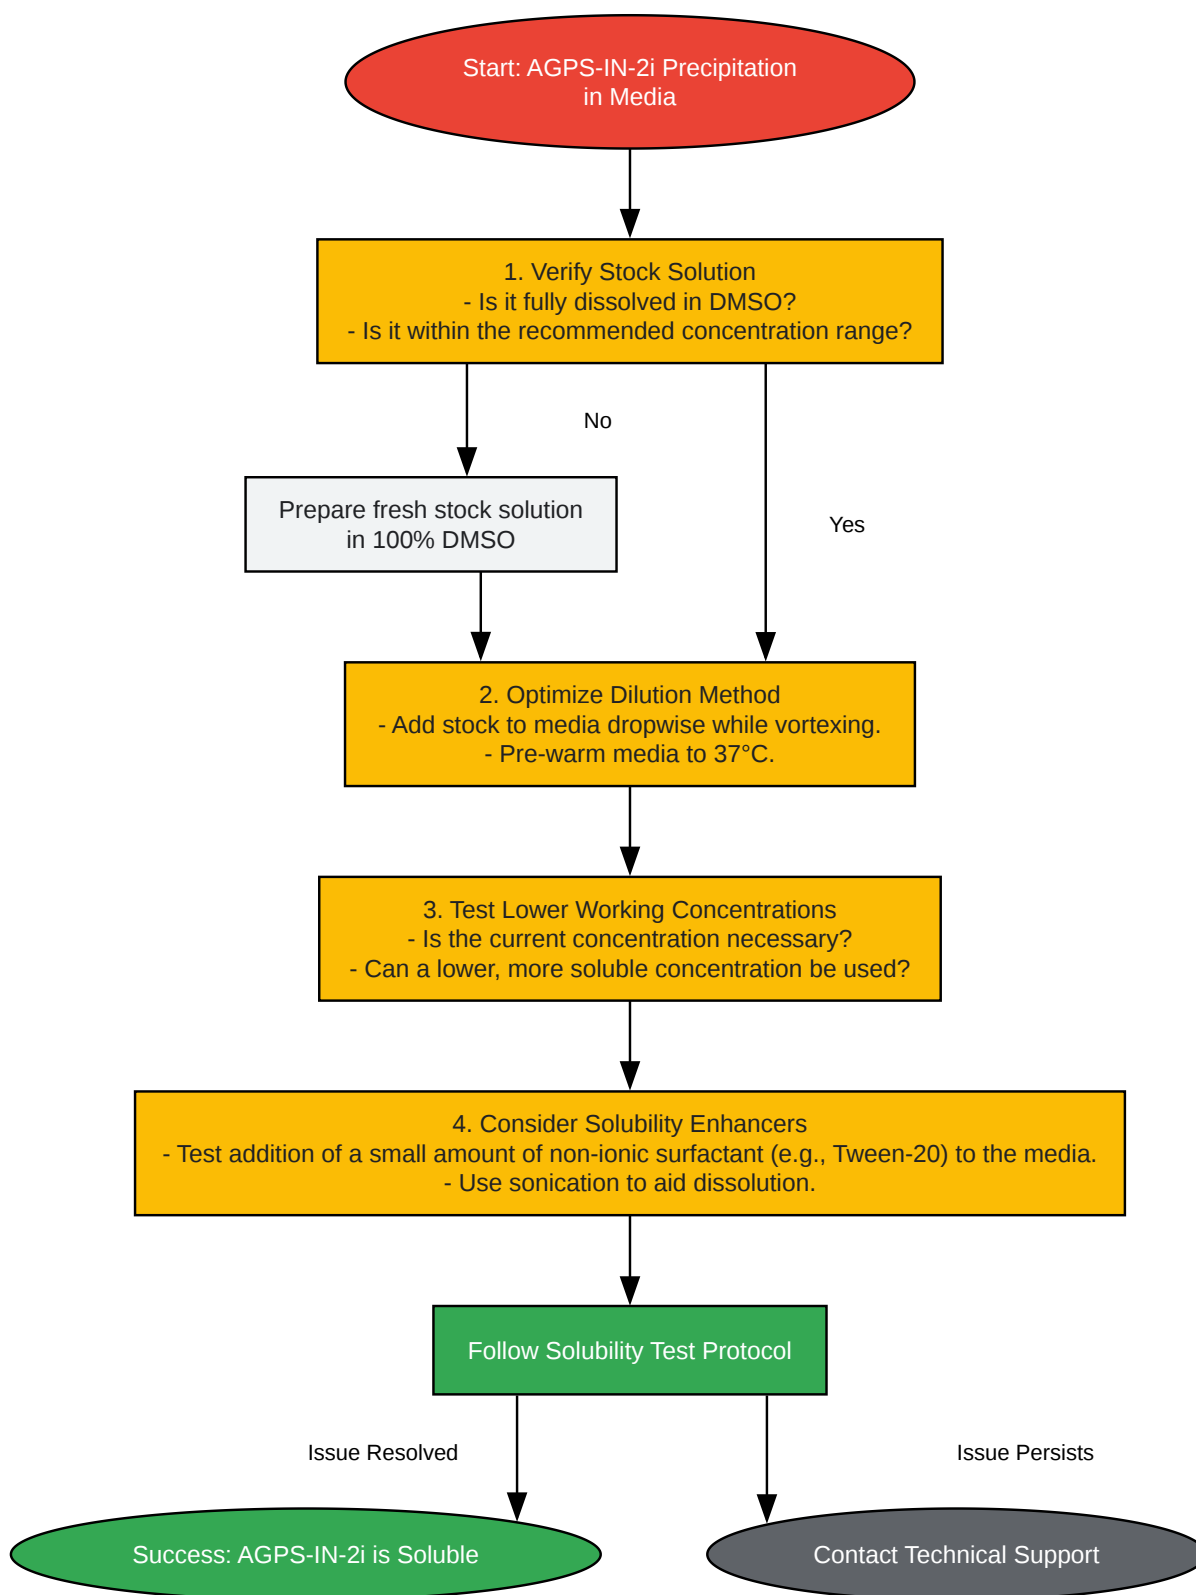 Start: AGPS-IN-2i Precipitation
in Media
1. Verify Stock Solution
- Is it fully dissolved in DMSO?
- Is it within the recommended concentration range?
No
Prepare fresh stock solution
in 100% DMSO
Yes
2. Optimize Dilution Method
- Add stock to media dropwise while vortexing.
- Pre-warm media to 37°C.
3. Test Lower Working Concentrations
- Is the current concentration necessary?
- Can a lower, more soluble concentration be used?
4. Consider Solubility Enhancers
- Test addition of a small amount of non-ionic surfactant (e.g., Tween-20) to the media.
- Use sonication to aid dissolution.
Follow Solubility Test Protocol
Issue Resolved
Issue Persists
Success: AGPS-IN-2i is Soluble
Contact Technical Support